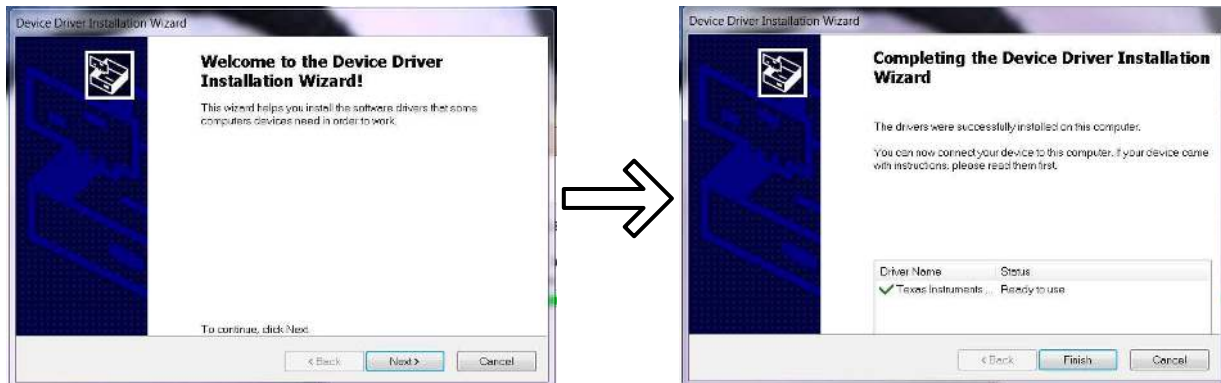 Device Driver Installation Wizard
Welcome to the Device Driver
Installation Wizard!
This wizard helps you install the software drivers that some
computers devices need in order to work.
To continue, click Next.
< Back
Next >
Cancel
Device Driver Installation Wizard
Completing the Device Driver Installation
Wizard
The drivers were successfully installed on this computer.
You can now connect your device to this computer. If your device came
with instructions, please read them first.
Driver Name Status
Texas Instruments ... Ready to use
< Back
Finish
Cancel